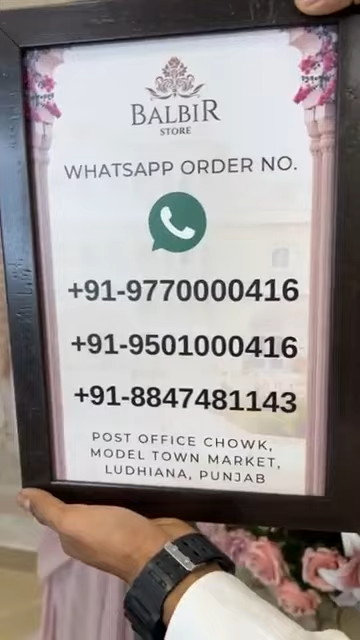 BALBIR
STORE
WHATSAPP ORDER NO.
+91-9770000416
+91-9501000416
+91-8847481143
POST OFFICE CHOWK,
MODEL TOWN MARKET,
LUDHIANA, PUNJAB